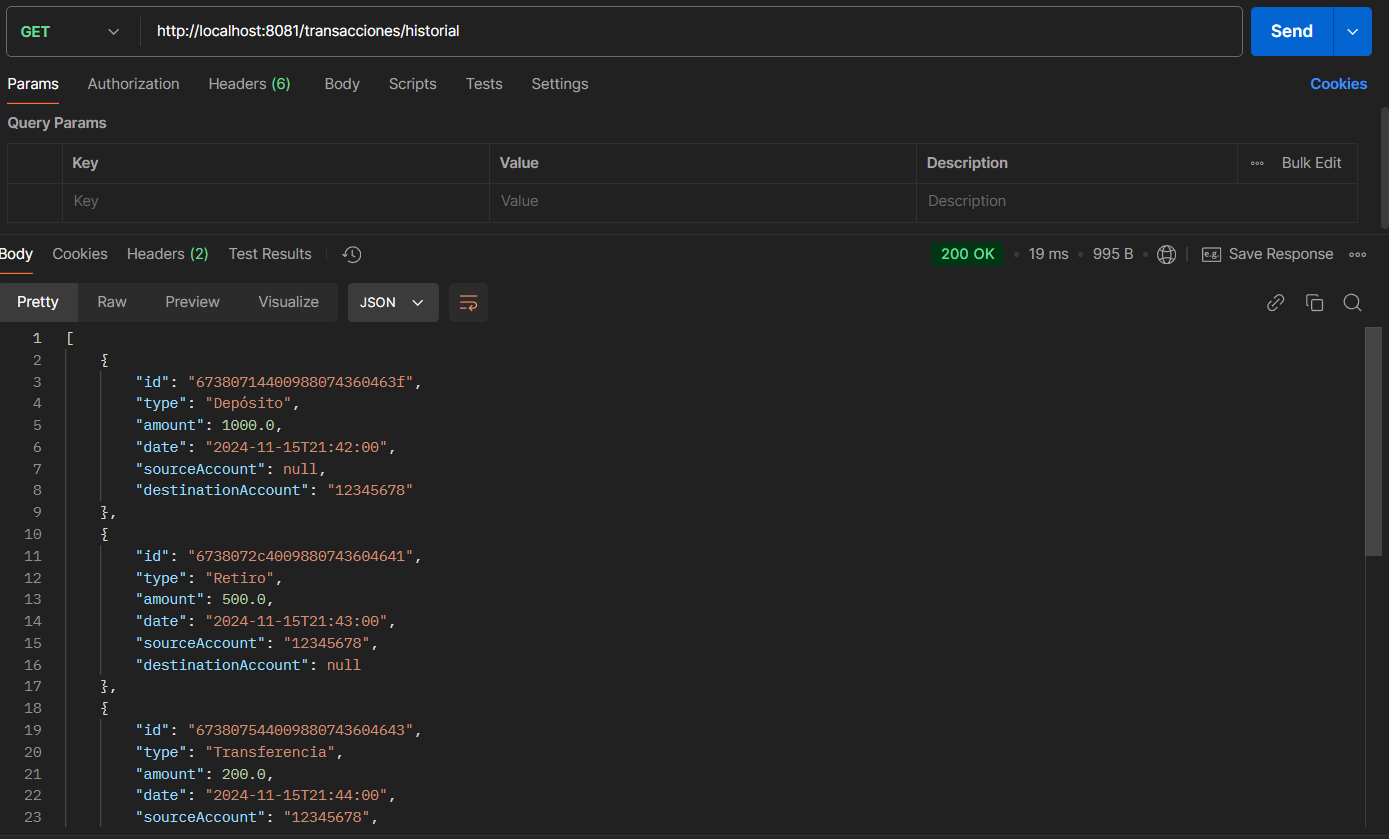 GET http://localhost:8081/transacciones/historial Send
Params Authorization Headers (6) Body Scripts Tests Settings Cookies
Query Params
Key Value Description Bulk Edit
Key Value Description
Body Cookies Headers (2) Test Results 200 OK 19 ms 995 B e.g. Save Response
Pretty Raw Preview Visualize JSON
1 [
2 {
3 "id": "67380714400988074360463f",
4 "type": "Depósito",
5 "amount": 1000.0,
6 "date": "2024-11-15T21:42:00",
7 "sourceAccount": null,
8 "destinationAccount": "12345678"
9 },
10 {
11 "id": "6738072c4009880743604641",
12 "type": "Retiro",
13 "amount": 500.0,
14 "date": "2024-11-15T21:43:00",
15 "sourceAccount": "12345678",
16 "destinationAccount": null
17 },
18 {
19 "id": "673807544009880743604643",
20 "type": "Transferencia",
21 "amount": 200.0,
22 "date": "2024-11-15T21:44:00",
23 "sourceAccount": "12345678",